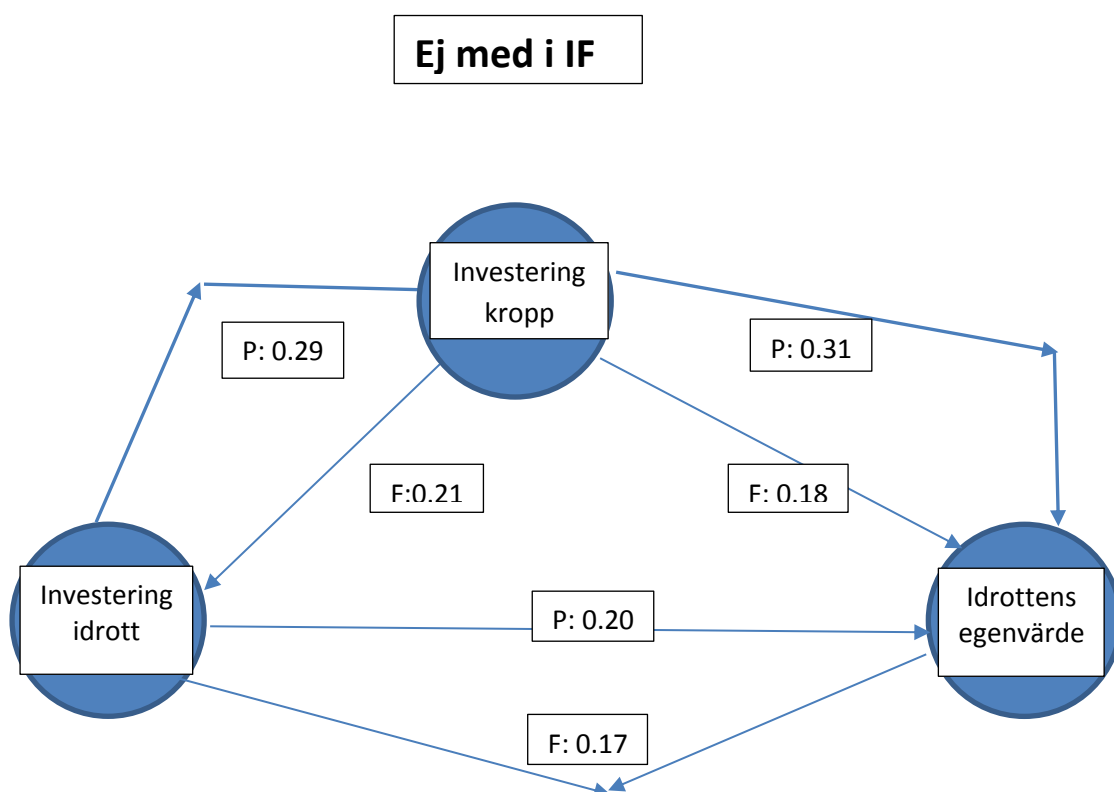 Ej med i IF
Investering
kropp
P: 0.29
P: 0.31
F:0.21
F: 0.18
Investering
idrott
P: 0.20
Idrottens
egenvärde
F: 0.17